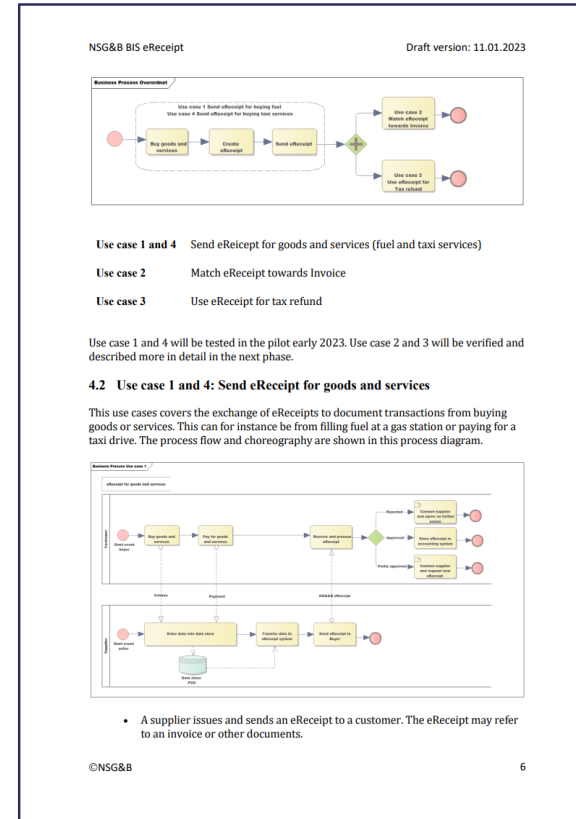 NSG&B BIS eReceipt
Draft version: 11.01.2023
Business Process Overordnet
Use case 1 Send eReceipt for buying fuel
Use case 4 Send eReceipt for buying taxi services
Buy goods and
services
Create
eReceipt
Send eReceipt
Use case 2
Match eReceipt
towards Invoice
Use case 3
Use eReceipt for
Tax refund
Use case 1 and 4 Send eReicept for goods and services (fuel and taxi services)
Use case 2 Match eReceipt towards Invoice
Use case 3 Use eReceipt for tax refund
Use case 1 and 4 will be tested in the pilot early 2023. Use case 2 and 3 will be verified and
described more in detail in the next phase.
4.2 Use case 1 and 4: Send eReceipt for goods and services
This use cases covers the exchange of eReceipts to document transactions from buying
goods or services. This can for instance be from filling fuel at a gas station or paying for a
taxi drive. The process flow and choreography are shown in this process diagram.
Business Process Use case 1
eReceipt for goods and services
Customer
Start event
buyer
Buy goods and
services
Pay for goods
and services
Receive and process
eReceipt
Rejected
Contact supplier
and agree on further
action
Approved
Store eReceipt in
accounting system
Partly approved
Contact supplier
and request new
eReceipt
Volume
Payment
NSG&B eReceipt
Supplier
Start event
seller
Enter data into data store
Transfer data to
eReceipt system
Send eReceipt to
Buyer
Data store/
POS
• A supplier issues and sends an eReceipt to a customer. The eReceipt may refer
to an invoice or other documents.
©NSG&B
6